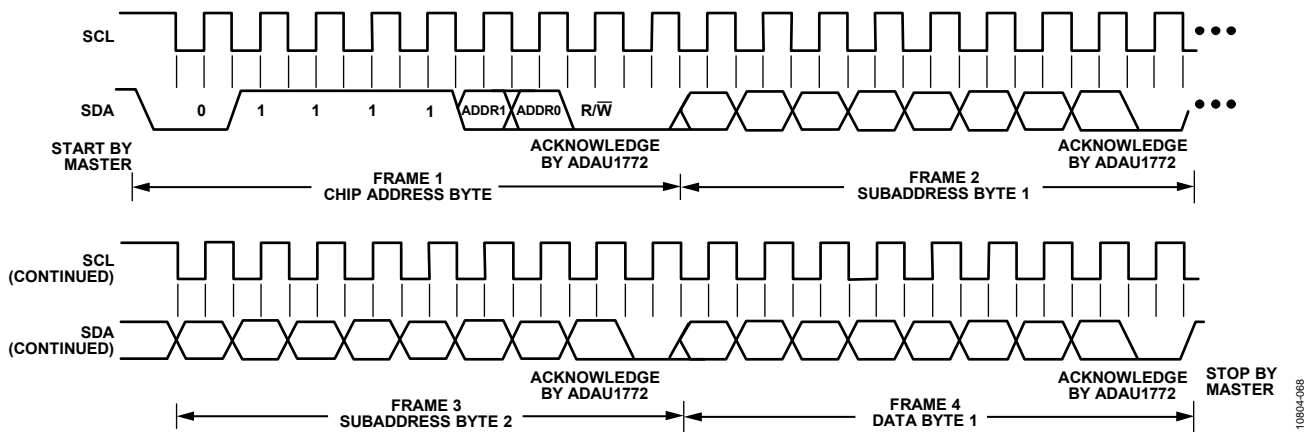 SCL
SDA
0 1 1 1 1 ADDR1 ADDR0 R/W̅
START BY
MASTER
ACKNOWLEDGE
BY ADAU1772
ACKNOWLEDGE
BY ADAU1772
FRAME 1
CHIP ADDRESS BYTE
FRAME 2
SUBADDRESS BYTE 1
SCL
(CONTINUED)
SDA
(CONTINUED)
ACKNOWLEDGE
BY ADAU1772
ACKNOWLEDGE
BY ADAU1772
STOP BY
MASTER
FRAME 3
SUBADDRESS BYTE 2
FRAME 4
DATA BYTE 1
10804-068